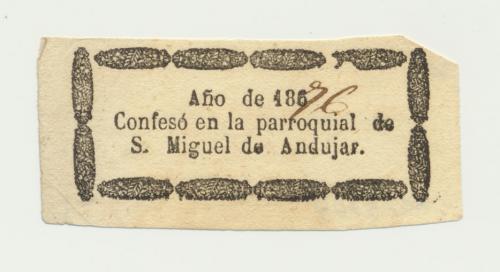 Año de 186
Confesó en la parroquial de
S. Miguel de Andujar.